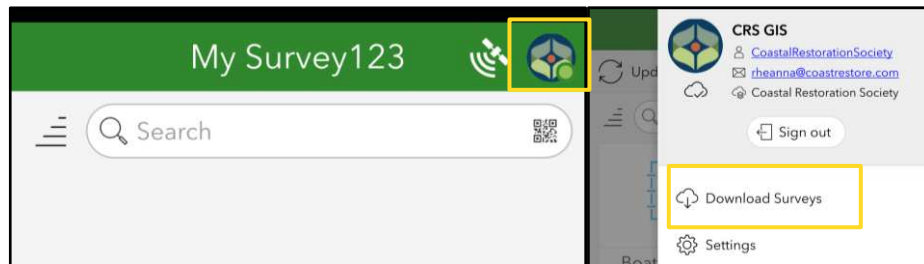 My Survey123
Search
CRS GIS
CoastalRestorationSociety
rheanna@coastrestore.com
Coastal Restoration Society
Sign out
Upd
Download Surveys
Settings
Boat